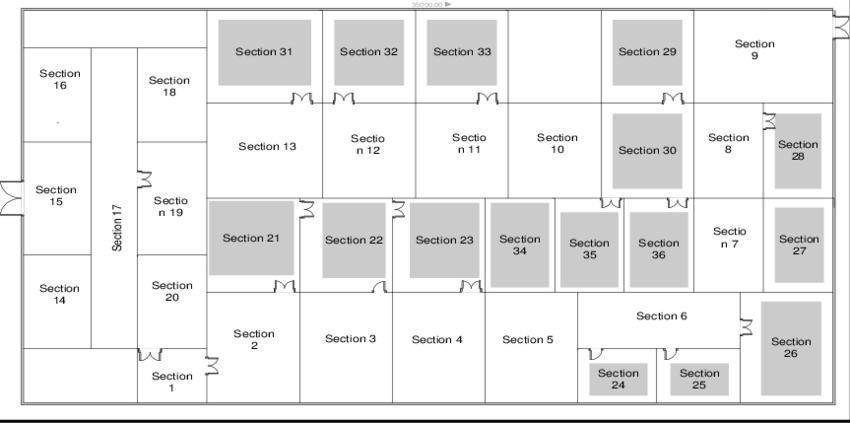 35000.00
Section 31
Section 32
Section 33
Section 29
Section
9
Section
16
Section
18
Section 13
Sectio
n 12
Sectio
n 11
Section
10
Section 30
Section
8
Section
28
Section
15
Section 17
Sectio
n 19
Section 21
Section 22
Section 23
Section
34
Section
35
Section
36
Sectio
n 7
Section
27
Section
14
Section
20
Section
2
Section 3
Section 4
Section 5
Section 6
Section
26
Section
1
Section
24
Section
25